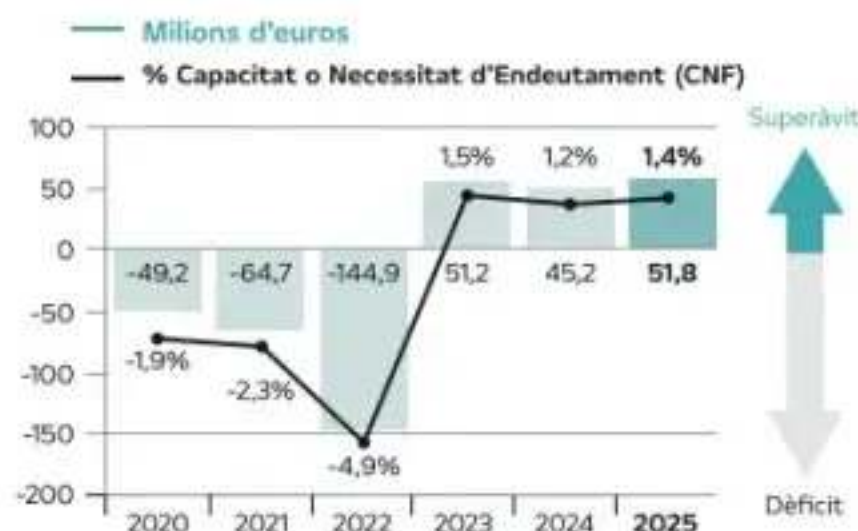 Milions d'euros
% Capacitat o Necessitat d'Endeutament (CNF)
Superàvit
100
50
0
-50
-100
-150
-200
1,5% 1,2% 1,4%
-49,2 -64,7 -144,9 51,2 45,2 51,8
-1,9%
-2,3%
-4,9%
2020 2021 2022 2023 2024 2025
Dèficit